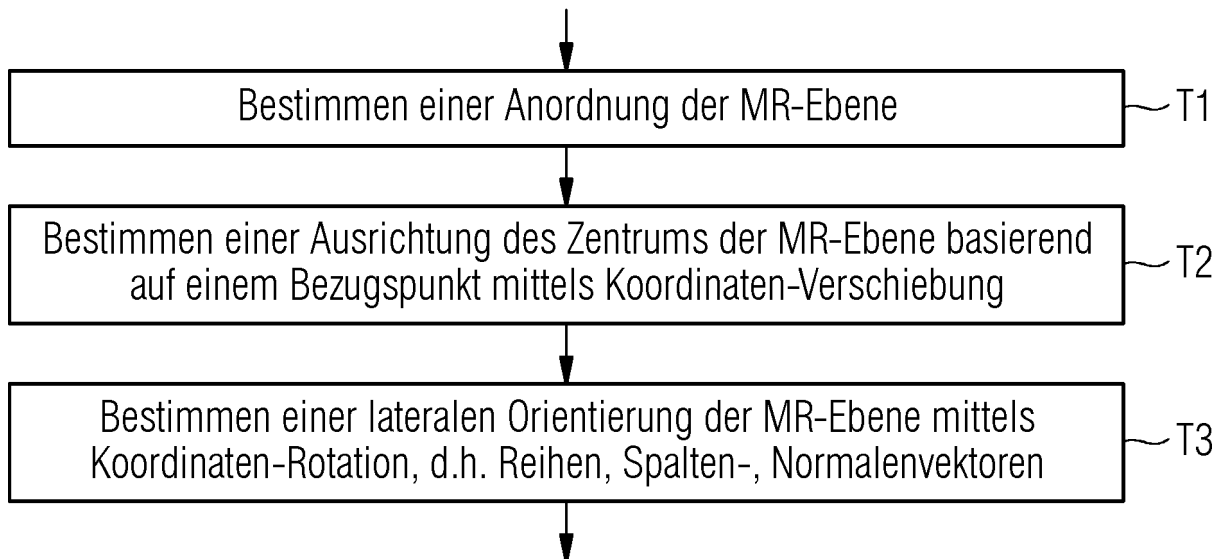 Bestimmen einer Anordnung der MR-Ebene
T1
Bestimmen einer Ausrichtung des Zentrums der MR-Ebene basierend
auf einem Bezugspunkt mittels Koordinaten-Verschiebung
T2
Bestimmen einer lateralen Orientierung der MR-Ebene mittels
Koordinaten-Rotation, d.h. Reihen, Spalten-, Normalenvektoren
T3